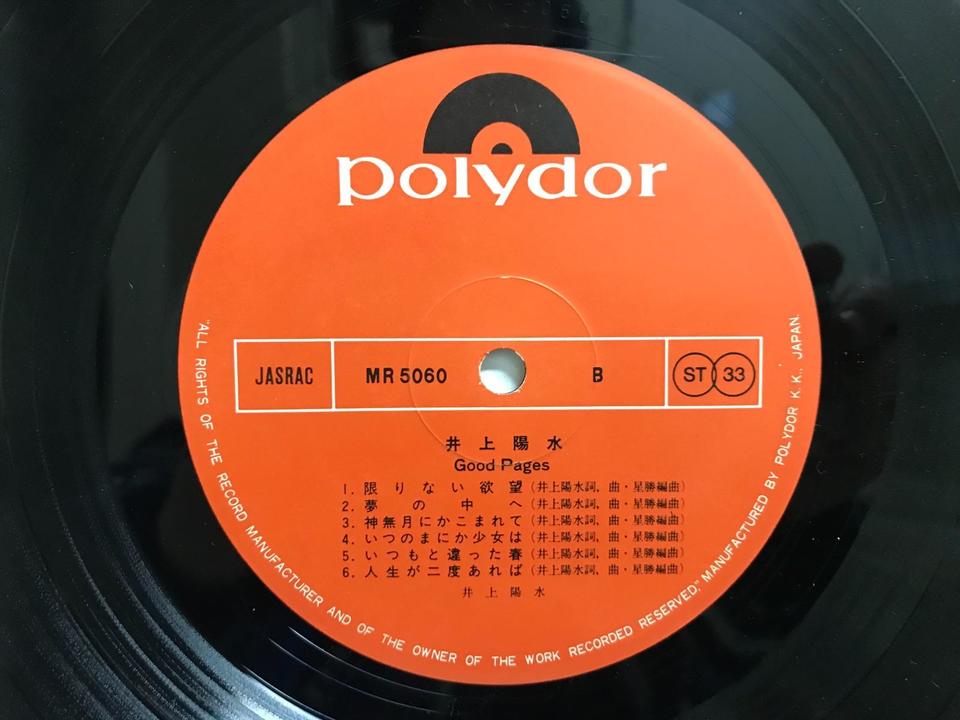 polydor
JASRAC MR 5060 B ST 33
井上陽水
Good Pages
1. 限りない欲望 (井上陽水詞、曲・星勝編曲)
2. 夢の中へ (井上陽水詞、曲・星勝編曲)
3. 神無月にかこまれて (井上陽水詞、曲・星勝編曲)
4. いつのまにか少女は (井上陽水詞、曲・星勝編曲)
5. いつもと違った春 (井上陽水詞、曲・星勝編曲)
6. 人生が二度あれば (井上陽水詞、曲・星勝編曲)
井上陽水
"ALL RIGHTS OF THE RECORD MANUFACTURER AND OF THE OWNER OF THE WORK RECORDED RESERVED," MANUFACTURED BY POLYDOR K. K., JAPAN.